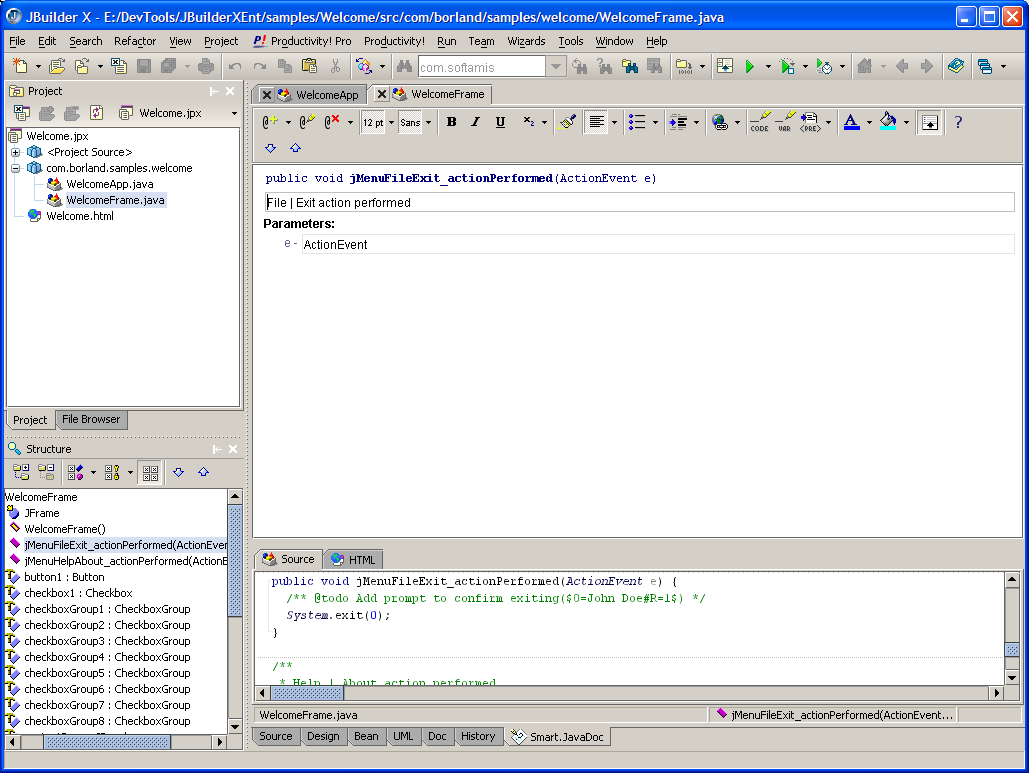 JBuilder X - E:/DevTools/JBuilderXEnt/samples/Welcome/src/com/borland/samples/welcome/WelcomeFrame.java
File Edit Search Refactor View Project P! Productivity! Pro Productivity! Run Team Wizards Tools Window Help
com.softamis
Project
Welcome.jpx
Welcome.jpx
<Project Source>
com.borland.samples.welcome
WelcomeApp.java
WelcomeFrame.java
Welcome.html
Project File Browser
Structure
WelcomeFrame
JFrame
WelcomeFrame()
jMenuFileExit_actionPerformed(ActionEver
jMenuHelpAbout_actionPerformed(ActionE
button1 : Button
checkbox1 : Checkbox
checkboxGroup1 : CheckboxGroup
checkboxGroup2 : CheckboxGroup
checkboxGroup3 : CheckboxGroup
checkboxGroup4 : CheckboxGroup
checkboxGroup5 : CheckboxGroup
checkboxGroup6 : CheckboxGroup
checkboxGroup7 : CheckboxGroup
checkboxGroup8 : CheckboxGroup
WelcomeApp WelcomeFrame
@ @ @ 12 pt Sans B I U x₂ CODE VAR <PRE> A ?
public void jMenuFileExit_actionPerformed(ActionEvent e)
File | Exit action performed
Parameters:
e - ActionEvent
Source HTML
public void jMenuFileExit_actionPerformed(ActionEvent e) {
/** @todo Add prompt to confirm exiting($O=John Doe#R=1$) */
System.exit(0);
}
/**
* Help | About action performed
WelcomeFrame.java jMenuFileExit_actionPerformed(ActionEvent...
Source Design Bean UML Doc History Smart.JavaDoc